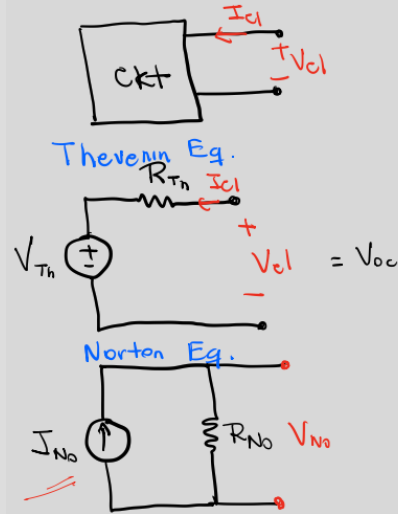 Icl
Ckt
+
Vcl
−
Thevenin Eq.
RTh
Icl
+
VTh
+
−
Vcl
= Voc
−
Norton Eq.
JNo
RNo
VNo